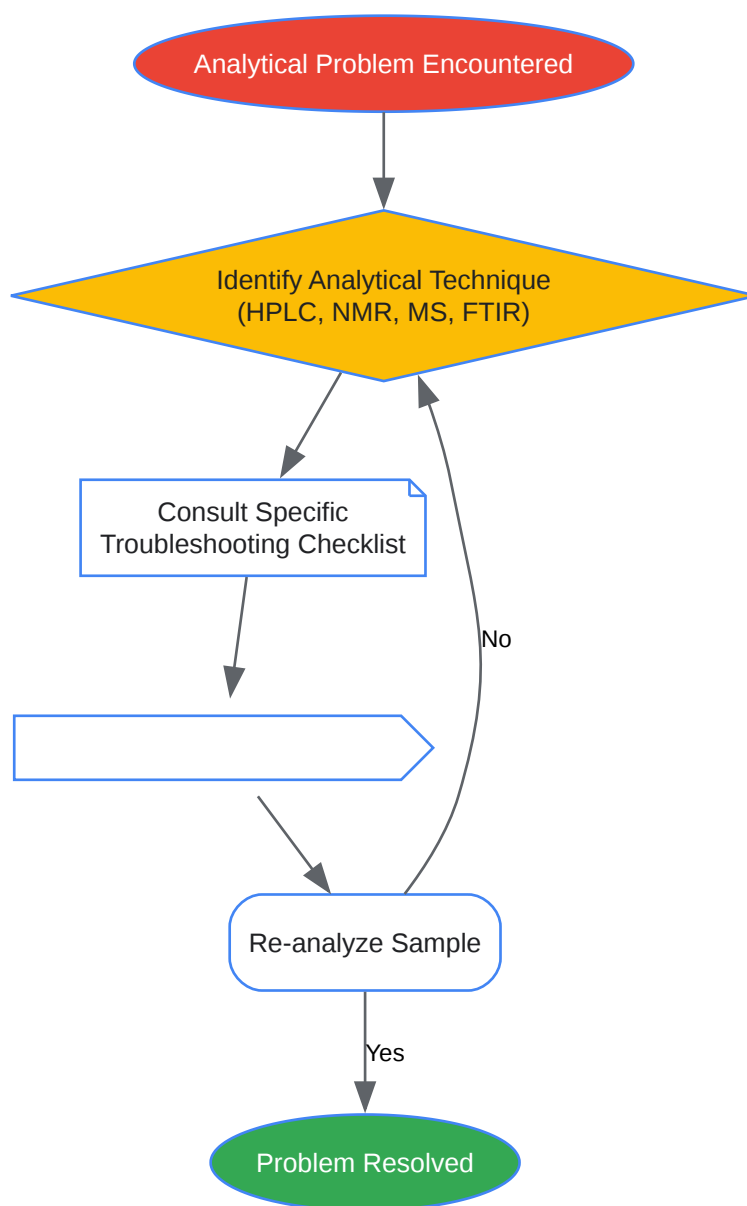 Analytical Problem Encountered
Identify Analytical Technique
(HPLC, NMR, MS, FTIR)
Consult Specific
Troubleshooting Checklist
No
Re-analyze Sample
Yes
Problem Resolved